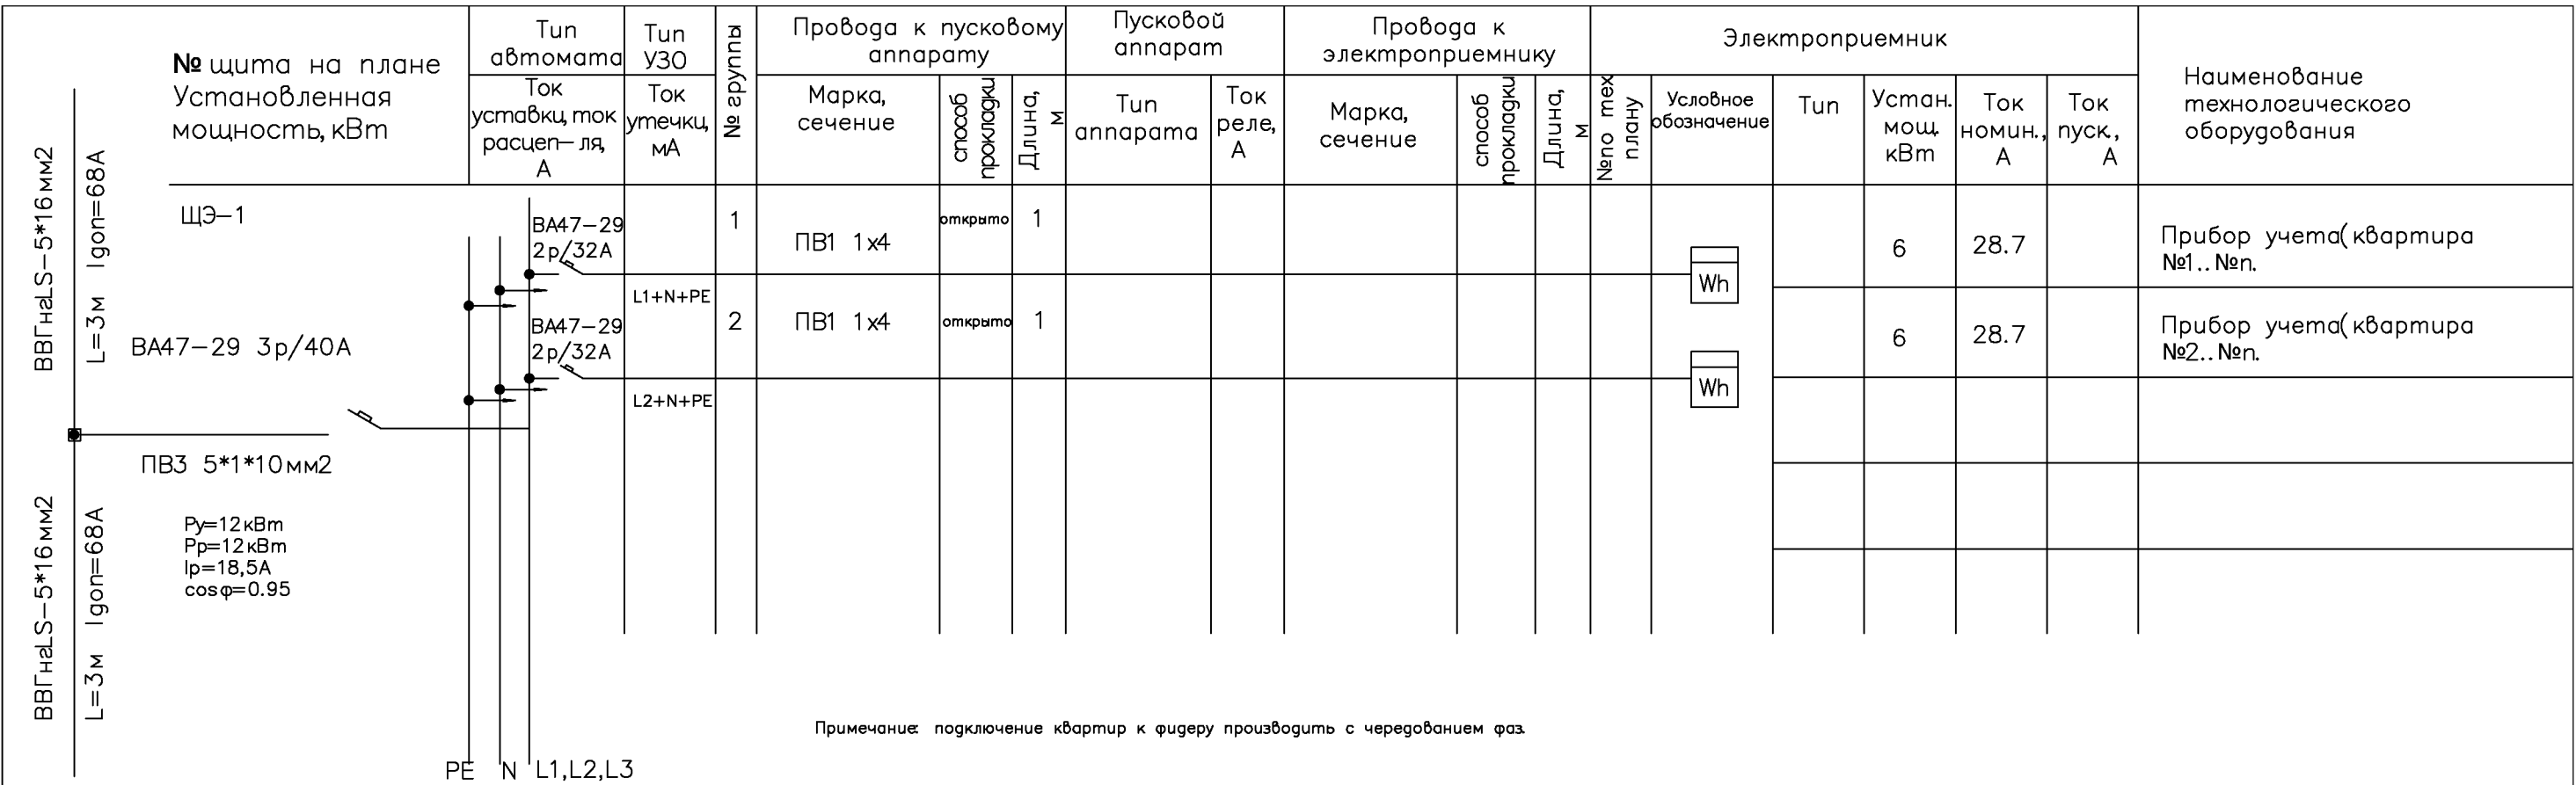 № щита на плане
Установленная
мощность, кВт
Тип
автомата
Ток
уставки, ток
расцеп-ля,
А
Тип
УЗО
Ток
утечки,
мА
№ группы
Провода к пусковому
аппарату
Марка,
сечение
способ
прокладки
Длина,
м
Пусковой
аппарат
Тип
аппарата
Ток
реле,
А
Провода к
электроприемнику
Марка,
сечение
способ
прокладки
Длина,
м
Электроприемник
№по тех
плану
Условное
обозначение
Тип
Устан.
мощ.
кВт
Ток
номин.,
А
Ток
пуск.,
А
Наименование
технологического
оборудования
ВВГнгLS-5*16мм2
L=3м Iдоп=68А
ЩЭ-1
ВА47-29
2р/32А
L1+N+PE
1
ПВ1 1х4
открыто
1
Wh
6
28.7
Прибор учета(квартира
№1..№n.
ВА47-29
2р/32А
L2+N+PE
2
ПВ1 1х4
открыто
1
Wh
6
28.7
Прибор учета(квартира
№2..№n.
ВА47-29 3р/40А
ПВ3 5*1*10мм2
ВВГнгLS-5*16мм2
L=3м Iдоп=68А
Ру=12кВт
Рр=12кВт
Iр=18,5А
cosφ=0.95
Примечание: подключение квартир к фидеру производить с чередованием фаз.
PE N L1,L2,L3